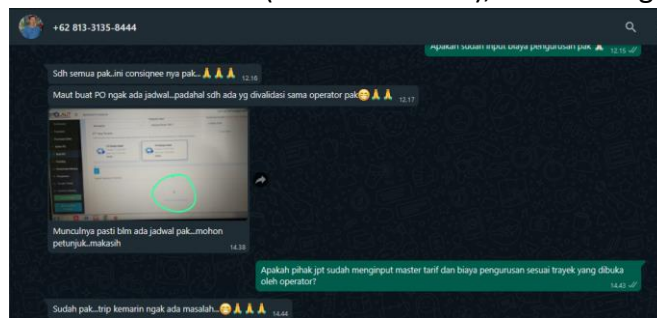 +62 813-3135-8444
Apakah sudah input biaya pengurusan pak 🙏 12.15
Sdh semua pak..ini consiqnee nya pak.. 🙏🙏🙏 12.16
Maut buat PO ngak ada jadwal..padahal sdh ada yg divalidasi sama operator pak😁🙏🙏 12.17
Munculnya pasti blm ada jadwal pak..mohon
petunjuk..makasih 14.38
Apakah pihak jpt sudah menginput master tarif dan biaya pengurusan sesuai trayek yang dibuka
oleh operator? 14.43
Sudah pak..trip kemarin ngak ada masalah..😁🙏🙏🙏 14.44